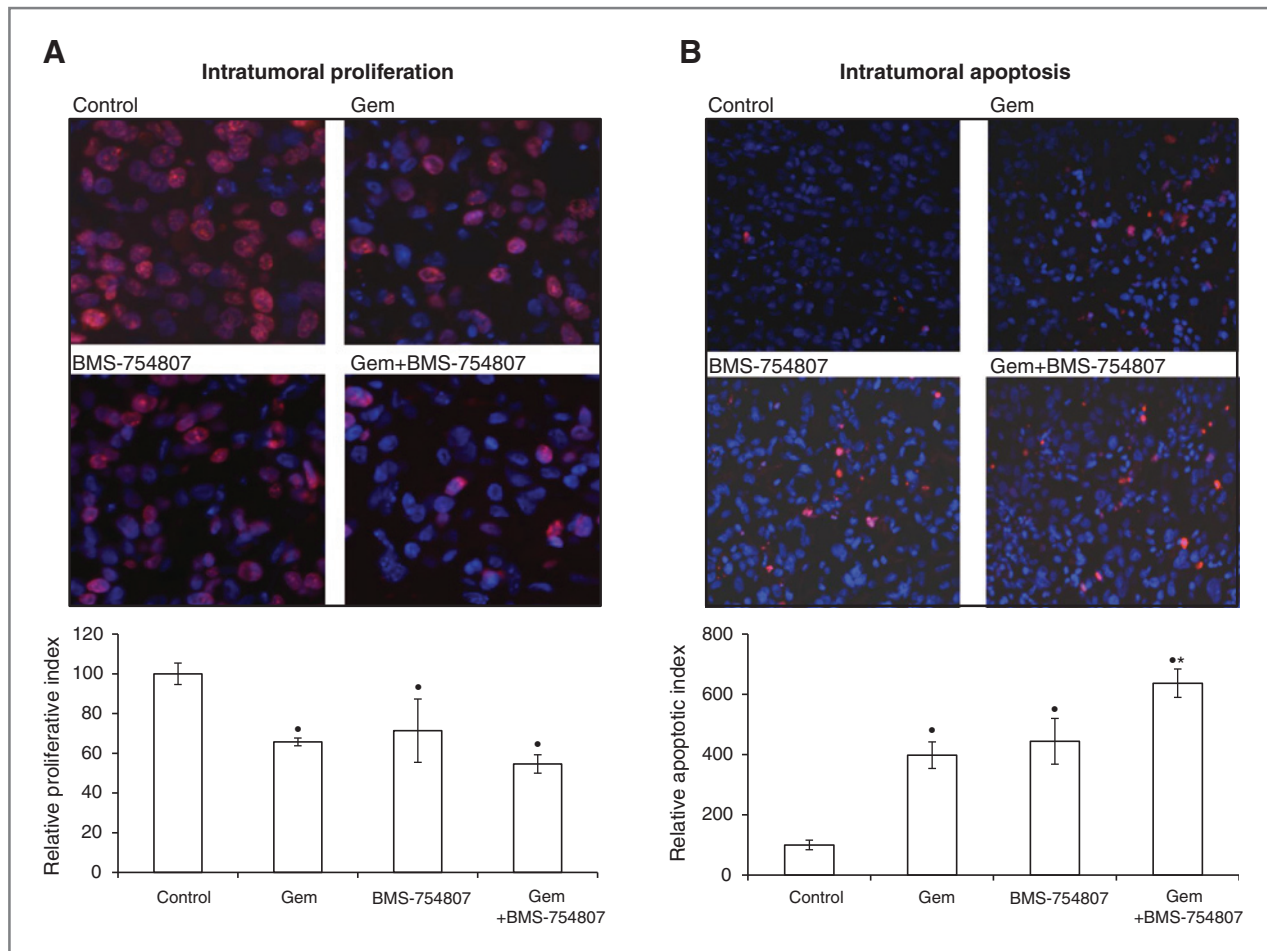 A
Intratumoral proliferation
Control
Gem
BMS-754807
Gem+BMS-754807
Relative proliferative index
120
100
80
60
40
20
0
•
•
•
Control
Gem
BMS-754807
Gem
+BMS-754807
B
Intratumoral apoptosis
Control
Gem
BMS-754807
Gem+BMS-754807
Relative apoptotic index
800
600
400
200
0
•
•
•*
Control
Gem
BMS-754807
Gem
+BMS-754807